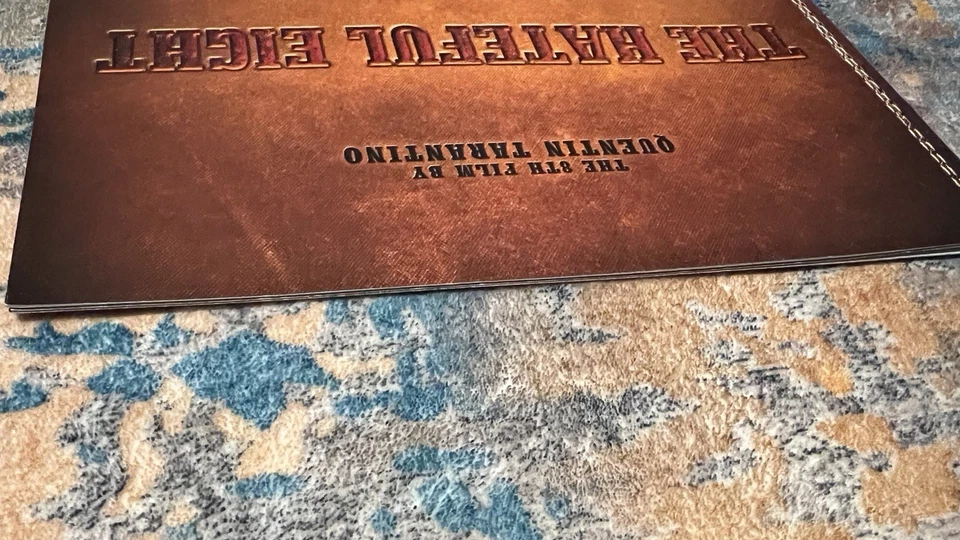 THE 8TH FILM BY
QUENTIN TARANTINO
THE HATEFUL EIGHT